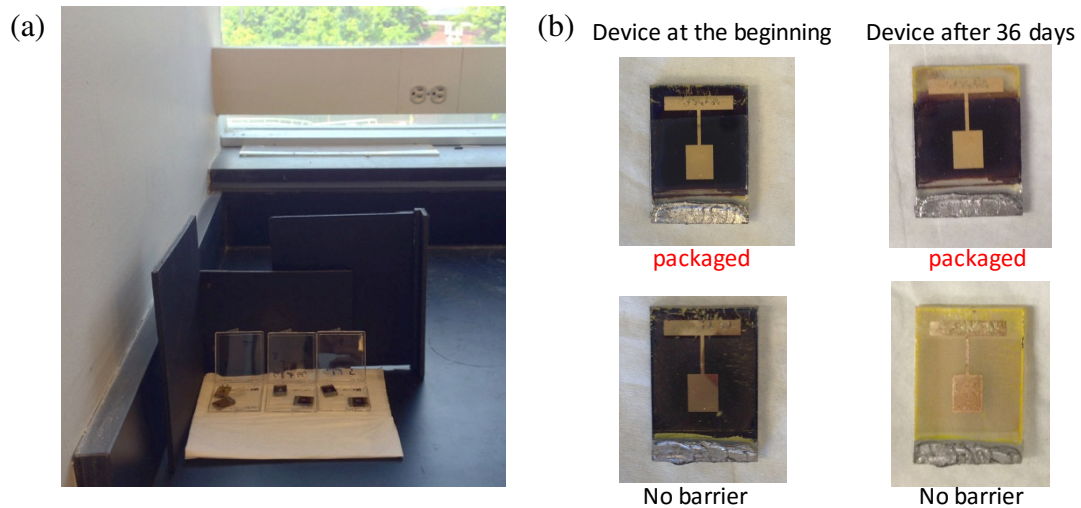 (a)
(b) Device at the beginning Device after 36 days
packaged packaged
No barrier No barrier